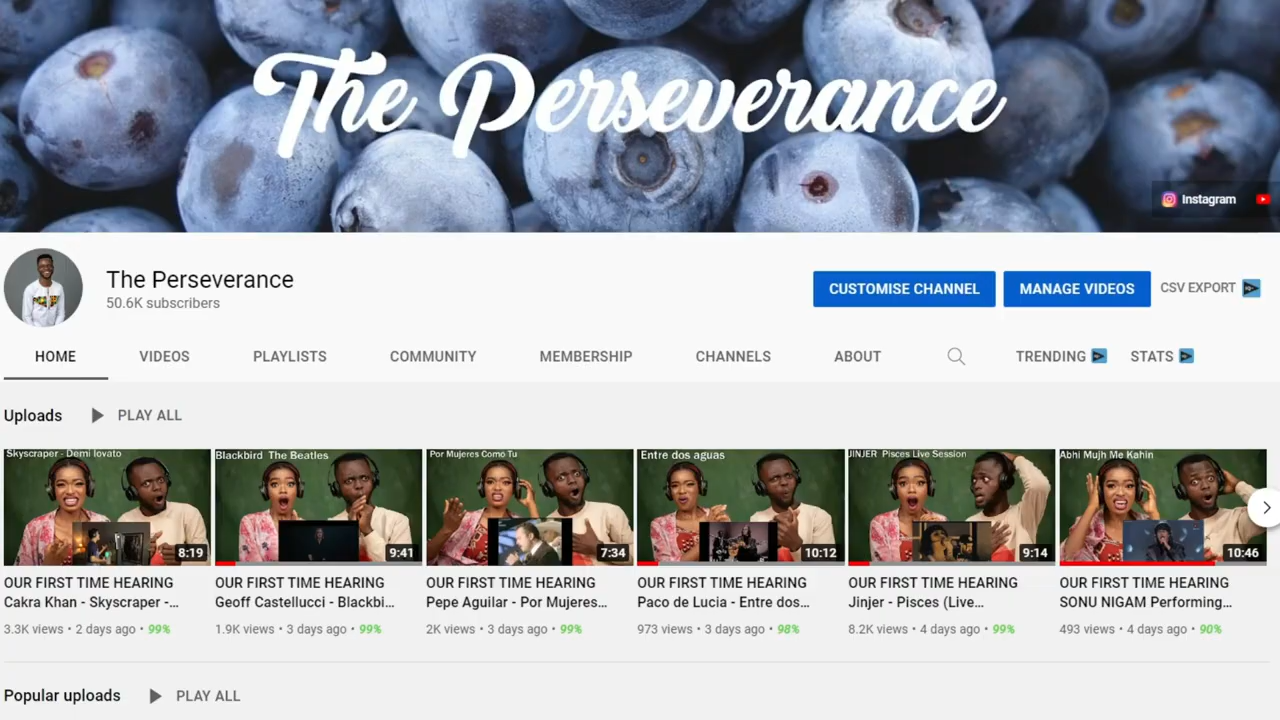 The Perseverance
Instagram
The Perseverance
50.6K subscribers
CUSTOMISE CHANNEL
MANAGE VIDEOS
CSV EXPORT
HOME
VIDEOS
PLAYLISTS
COMMUNITY
MEMBERSHIP
CHANNELS
ABOUT
TRENDING
STATS
Uploads
PLAY ALL
Skyscraper - Demi lovato
8:19
OUR FIRST TIME HEARING
Cakra Khan - Skyscraper -...
3.3K views • 2 days ago • 99%
Blackbird The Beatles
9:41
OUR FIRST TIME HEARING
Geoff Castellucci - Blackbi...
1.9K views • 3 days ago • 99%
Por Mujeres Como Tu
7:34
OUR FIRST TIME HEARING
Pepe Aguilar - Por Mujeres...
2K views • 3 days ago • 99%
Entre dos aguas
10:12
OUR FIRST TIME HEARING
Paco de Lucia - Entre dos...
973 views • 3 days ago • 98%
JINJER Pisces Live Session
9:14
OUR FIRST TIME HEARING
Jinjer - Pisces (Live...
8.2K views • 4 days ago • 99%
Abhi Mujh Me Kahin
10:46
OUR FIRST TIME HEARING
SONU NIGAM Performing...
493 views • 4 days ago • 90%
Popular uploads
PLAY ALL